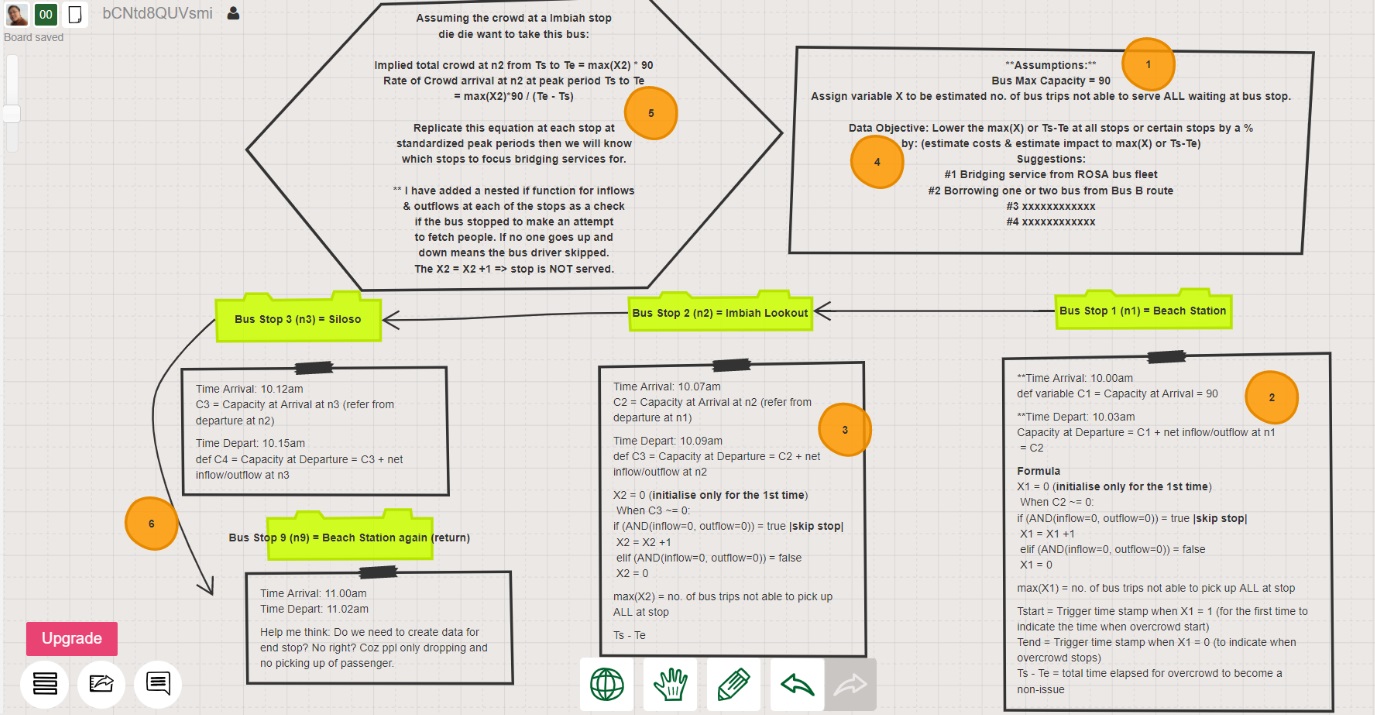 00
bCNtd8QUVsmi
Board saved
Assuming the crowd at a Imbiah stop
die die want to take this bus:
Implied total crowd at n2 from Ts to Te = max(X2) * 90
Rate of Crowd arrival at n2 at peak period Ts to Te
= max(X2)*90 / (Te - Ts)
5
Replicate this equation at each stop at
standardized peak periods then we will know
which stops to focus bridging services for.
** I have added a nested if function for inflows
& outflows at each of the stops as a check
if the bus stopped to make an attempt
to fetch people. If no one goes up and
down means the bus driver skipped.
The X2 = X2 +1 => stop is NOT served.
**Assumptions:**
1
Bus Max Capacity = 90
Assign variable X to be estimated no. of bus trips not able to serve ALL waiting at bus stop.
Data Objective: Lower the max(X) or Ts-Te at all stops or certain stops by a %
4
by: (estimate costs & estimate impact to max(X) or Ts-Te)
Suggestions:
#1 Bridging service from ROSA bus fleet
#2 Borrowing one or two bus from Bus B route
#3 xxxxxxxxxxxx
#4 xxxxxxxxxxxx
Bus Stop 3 (n3) = Siloso
Bus Stop 2 (n2) = Imbiah Lookout
Bus Stop 1 (n1) = Beach Station
Time Arrival: 10.12am
C3 = Capacity at Arrival at n3 (refer from
departure at n2)
Time Depart: 10.15am
def C4 = Capacity at Departure = C3 + net
inflow/outflow at n3
6
Bus Stop 9 (n9) = Beach Station again (return)
Time Arrival: 11.00am
Time Depart: 11.02am
Help me think: Do we need to create data for
end stop? No right? Coz ppl only dropping and
no picking up of passenger.
Time Arrival: 10.07am
C2 = Capacity at Arrival at n2 (refer from
departure at n1)
3
Time Depart: 10.09am
def C3 = Capacity at Departure = C2 + net
inflow/outflow at n2
X2 = 0 (initialise only for the 1st time)
When C3 ~= 0:
if (AND(inflow=0, outflow=0)) = true |skip stop|
X2 = X2 +1
elif (AND(inflow=0, outflow=0)) = false
X2 = 0
max(X2) = no. of bus trips not able to pick up
ALL at stop
Ts - Te
**Time Arrival: 10.00am
def variable C1 = Capacity at Arrival = 90
2
**Time Depart: 10.03am
Capacity at Departure = C1 + net inflow/outflow at n1
= C2
Formula
X1 = 0 (initialise only for the 1st time)
When C2 ~= 0:
if (AND(inflow=0, outflow=0)) = true |skip stop|
X1 = X1 +1
elif (AND(inflow=0, outflow=0)) = false
X1 = 0
max(X1) = no. of bus trips not able to pick up ALL at stop
Tstart = Trigger time stamp when X1 = 1 (for the first time to
indicate the time when overcrowd start)
Tend = Trigger time stamp when X1 = 0 (to indicate when
overcrowd stops)
Ts - Te = total time elapsed for overcrowd to become a
non-issue
Upgrade